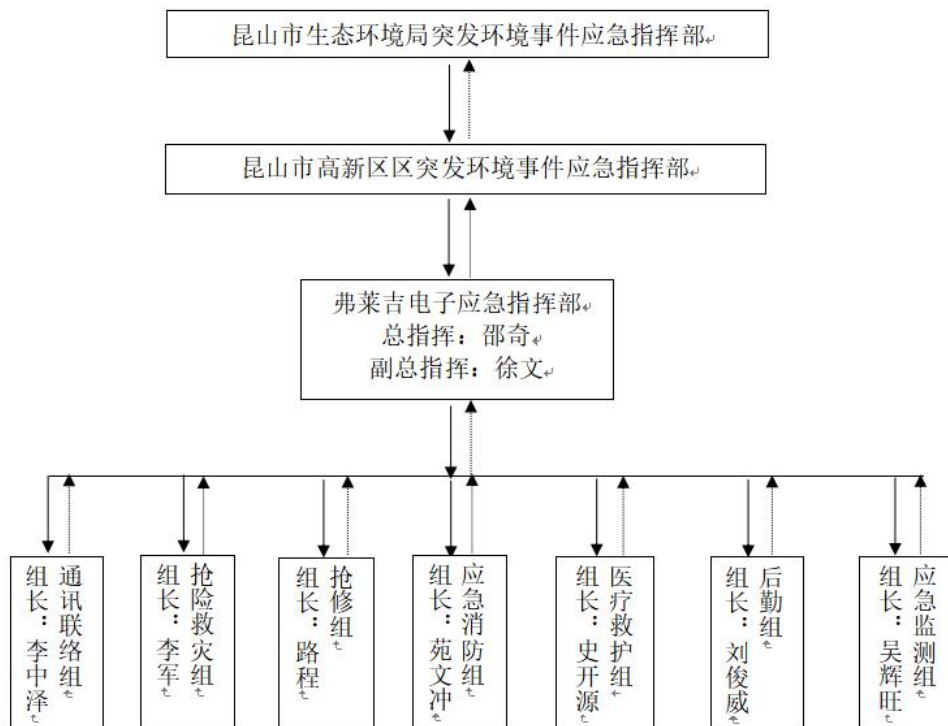 昆山市生态环境局突发环境事件应急指挥部
昆山市高新区区突发环境事件应急指挥部
弗莱吉电子应急指挥部
总指挥：邵奇
副总指挥：徐文
通讯联络组
组长：李中泽
抢险救灾组
组长：李军
抢修组
组长：路程
应急消防组
组长：苑文冲
医疗救护组
组长：史开源
后勤组
组长：刘俊威
应急监测组
组长：吴辉旺